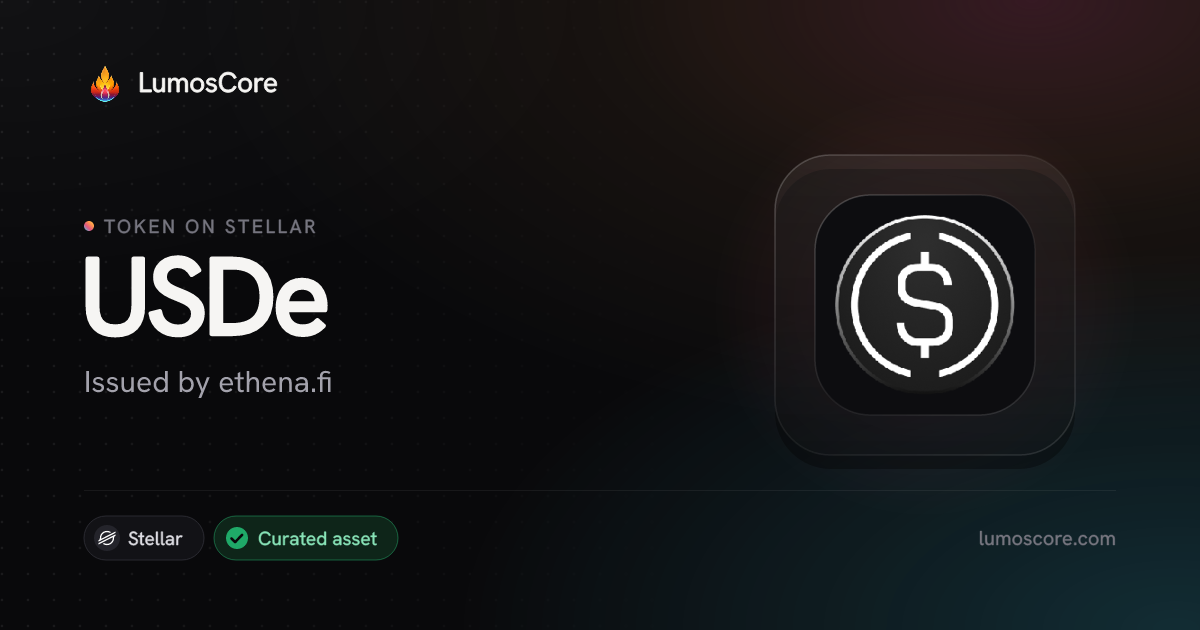 LumosCore
TOKEN ON STELLAR
USDe
Issued by ethena.fi
$
Stellar
Curated asset
lumoscore.com